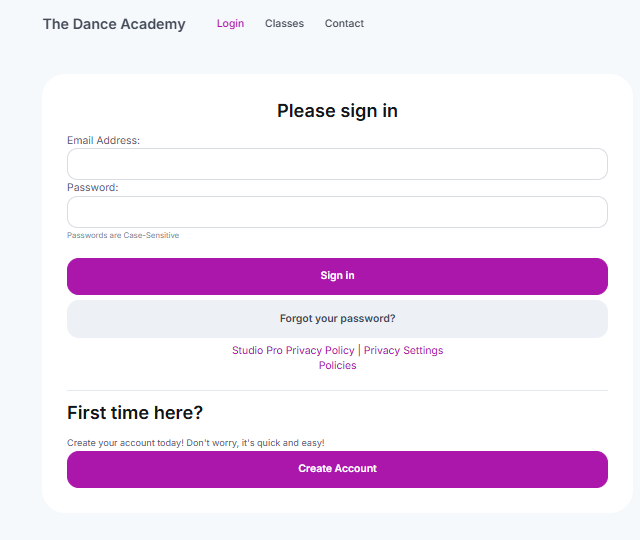 The Dance Academy Login Classes Contact
Please sign in
Email Address:
Password:
Passwords are Case-Sensitive
Sign in
Forgot your password?
Studio Pro Privacy Policy | Privacy Settings
Policies
First time here?
Create your account today! Don't worry, it's quick and easy!
Create Account